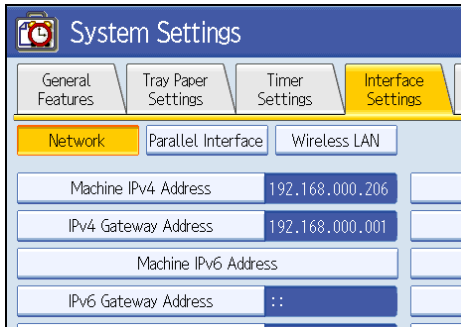 System Settings
General
Features
Tray Paper
Settings
Timer
Settings
Interface
Settings
Network
Parallel Interface
Wireless LAN
Machine IPv4 Address
192.168.000.206
IPv4 Gateway Address
192.168.000.001
Machine IPv6 Address
IPv6 Gateway Address
::